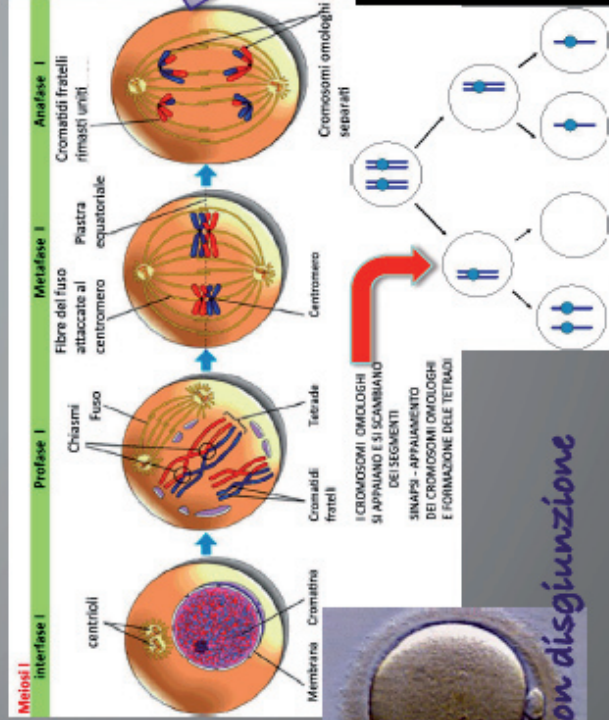 Meiosi I
interfase I
Profase I
Metafase I
Anafase I
centrioli
Membrana
Cromatina
Chiasmi
Fuso
Cromatidi
fratelli
Tetrade
Fibre del fuso
attaccate al
centromero
Piastra
equatoriale
Centromero
Cromatidi fratelli
rimasti uniti
Cromosomi omologhi
separati
I CROMOSOMI OMOLOGHI
SI APPAIANO E SI SCAMBIANO
DEI SEGMENTI
SINAPSI - APPAIAMENTO
DEI CROMOSOMI OMOLOGHI
E FORMAZIONE DELE TETRADI
on disgiunzione